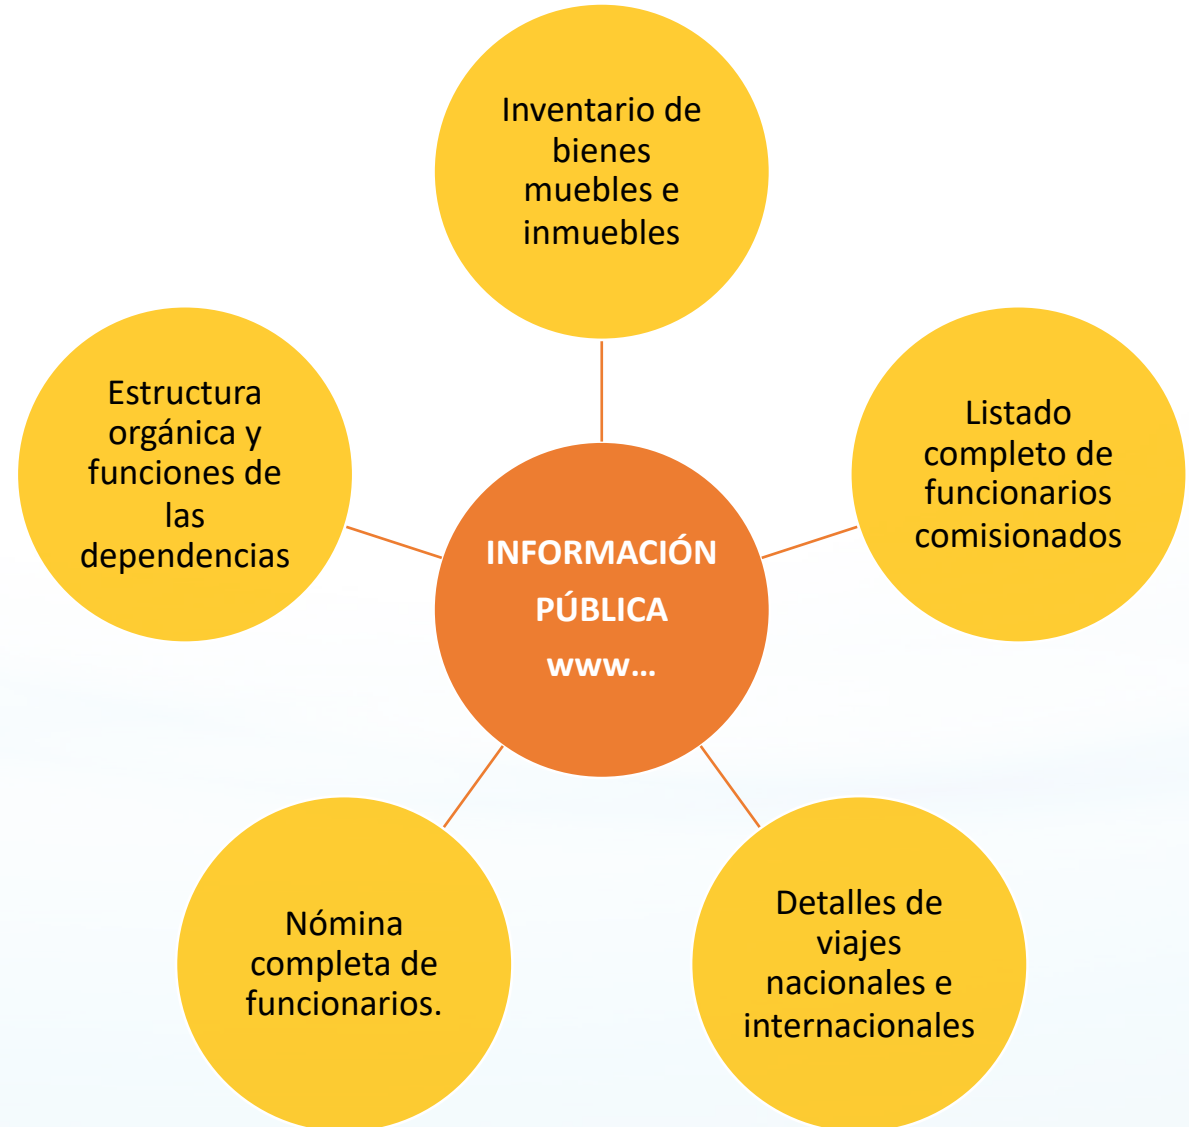 Inventario de
bienes
muebles e
inmuebles
Estructura
orgánica y
funciones de
las
dependencias
Listado
completo de
funcionarios
comisionados
INFORMACIÓN
PÚBLICA
www...
Nómina
completa de
funcionarios.
Detalles de
viajes
nacionales e
internacionales